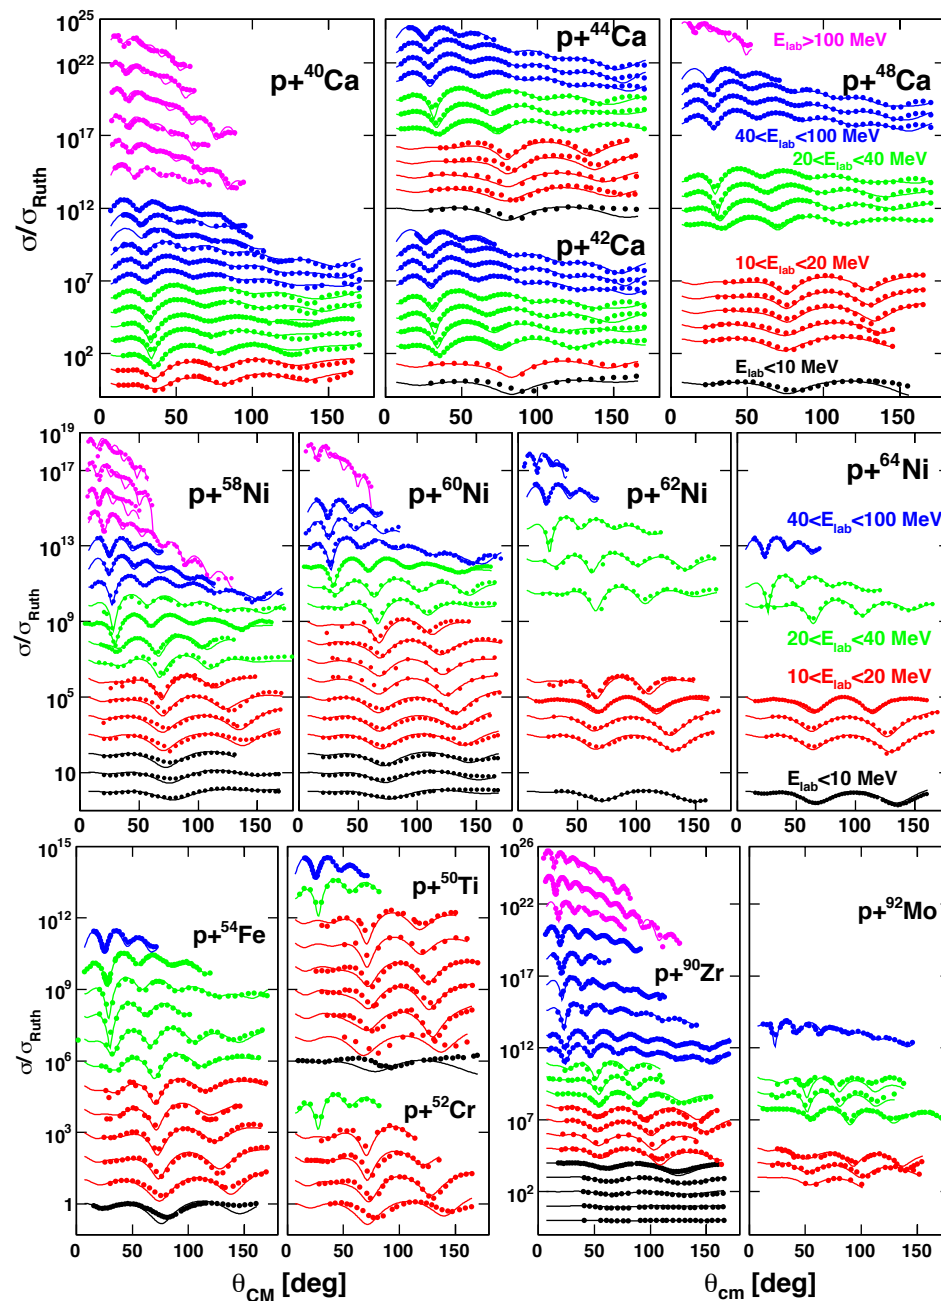 10^25
10^22
10^17
10^12
10^7
10^2
σ/σ_Ruth
p+^40Ca
p+^44Ca
p+^42Ca
p+^48Ca
E_lab>100 MeV
40<E_lab<100 MeV
20<E_lab<40 MeV
10<E_lab<20 MeV
E_lab<10 MeV
0 50 100 150 0 50 100 150 0 50 100 150
10^19
10^17
10^13
10^9
10^5
10
σ/σ_Ruth
p+^58Ni
p+^60Ni
p+^62Ni
p+^64Ni
40<E_lab<100 MeV
20<E_lab<40 MeV
10<E_lab<20 MeV
E_lab<10 MeV
0 50 100 150 0 50 100 150 0 50 100 150 0 50 100 150
10^15
10^12
10^9
10^6
10^3
1
σ/σ_Ruth
p+^54Fe
p+^50Ti
p+^52Cr
10^26
10^22
10^17
10^12
10^7
10^2
p+^90Zr
p+^92Mo
0 50 100 150 0 50 100 150 0 50 100 150 0 50 100 150
θ_CM [deg]
θ_cm [deg]